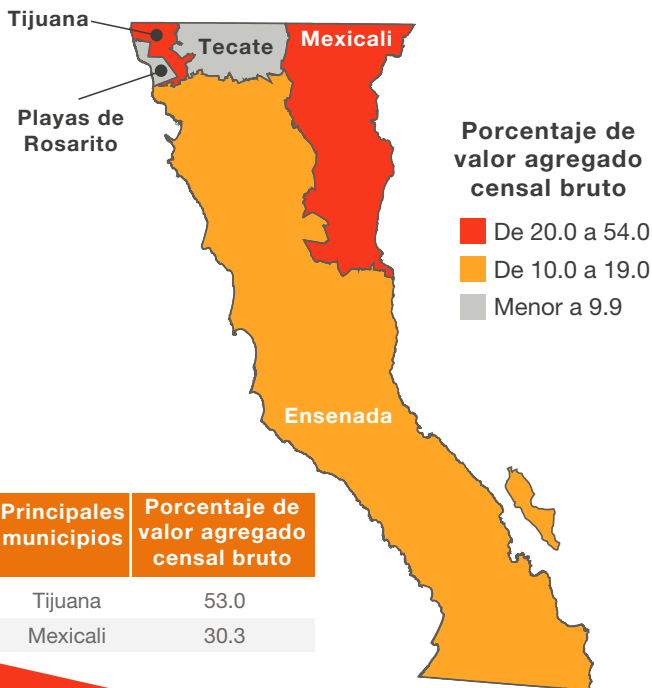 Tijuana
Tecate
Mexicali
Playas de
Rosarito
Ensenada
Porcentaje de
valor agregado
censal bruto
De 20.0 a 54.0
De 10.0 a 19.0
Menor a 9.9
Principales
municipios
Porcentaje de
valor agregado
censal bruto
Tijuana 53.0
Mexicali 30.3